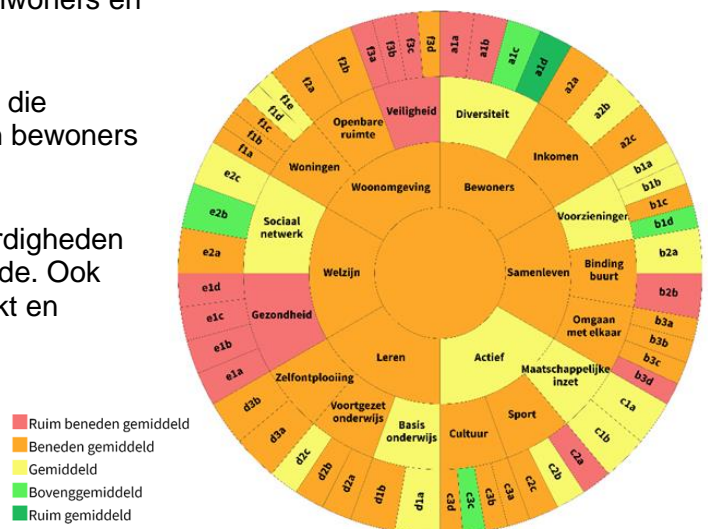 nwoners en
die
n bewoners
rdigheden
de. Ook
kt en
Ruim beneden gemiddeld
Beneden gemiddeld
Gemiddeld
Bovenggemiddeld
Ruim gemiddeld
Bewoners
Samenleven
Actief
Leren
Welzijn
Woonomgeving
Diversiteit
Inkomen
Voorzieningen
Binding
buurt
Omgaan
met elkaar
Maatschappelijke
inzet
Sport
Cultuur
Basis
onderwijs
Voortgezet
onderwijs
Zelfontplooiing
Gezondheid
Sociaal
netwerk
Woningen
Openbare
ruimte
Veiligheid
a1a
a1b
a1c
a1d
a2a
a2b
a2c
b1a
b1b
b1c
b1d
b2a
b2b
b3a
b3b
b3c
b3d
c1a
c1b
c2a
c2b
c2c
c3a
c3b
c3c
c3d
d1a
d1b
d2a
d2b
d2c
d3a
d3b
e1a
e1b
e1c
e1d
e2a
e2b
e2c
f1a
f1b
f1c
f1d
f1e
f2a
f2b
f3a
f3b
f3c
f3d